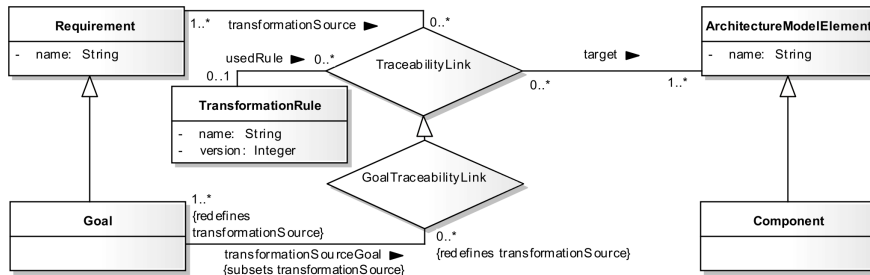 Requirement
- name: String
1..*
transformationSource
0..*
ArchitectureModelElement
- name: String
usedRule
0..*
0..1
TraceabilityLink
target
0..*
1..*
TransformationRule
- name: String
- version: Integer
GoalTraceabilityLink
Goal
1..*
{redefines
transformationSource}
transformationSourceGoal
{subsets transformationSource}
0..*
{redefines transformationSource}
Component